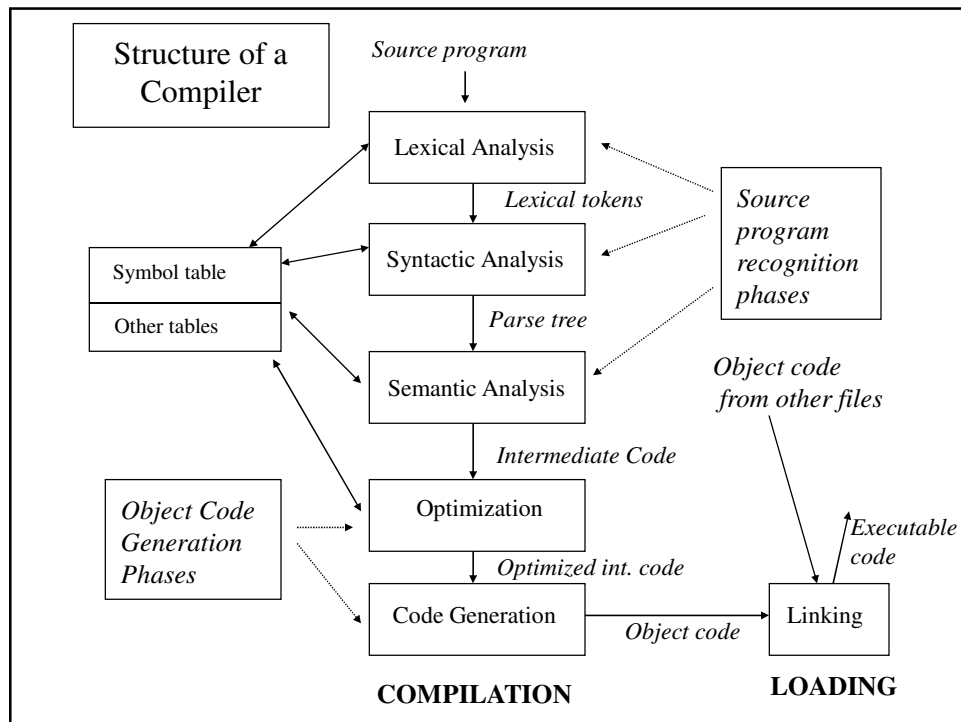 Structure of a
Compiler
Source program
Lexical Analysis
Lexical tokens
Source
program
recognition
phases
Symbol table
Syntactic Analysis
Other tables
Parse tree
Semantic Analysis
Object code
from other files
Intermediate Code
Object Code
Generation
Phases
Optimization
Executable
code
Optimized int. code
Code Generation
Object code
Linking
COMPILATION
LOADING